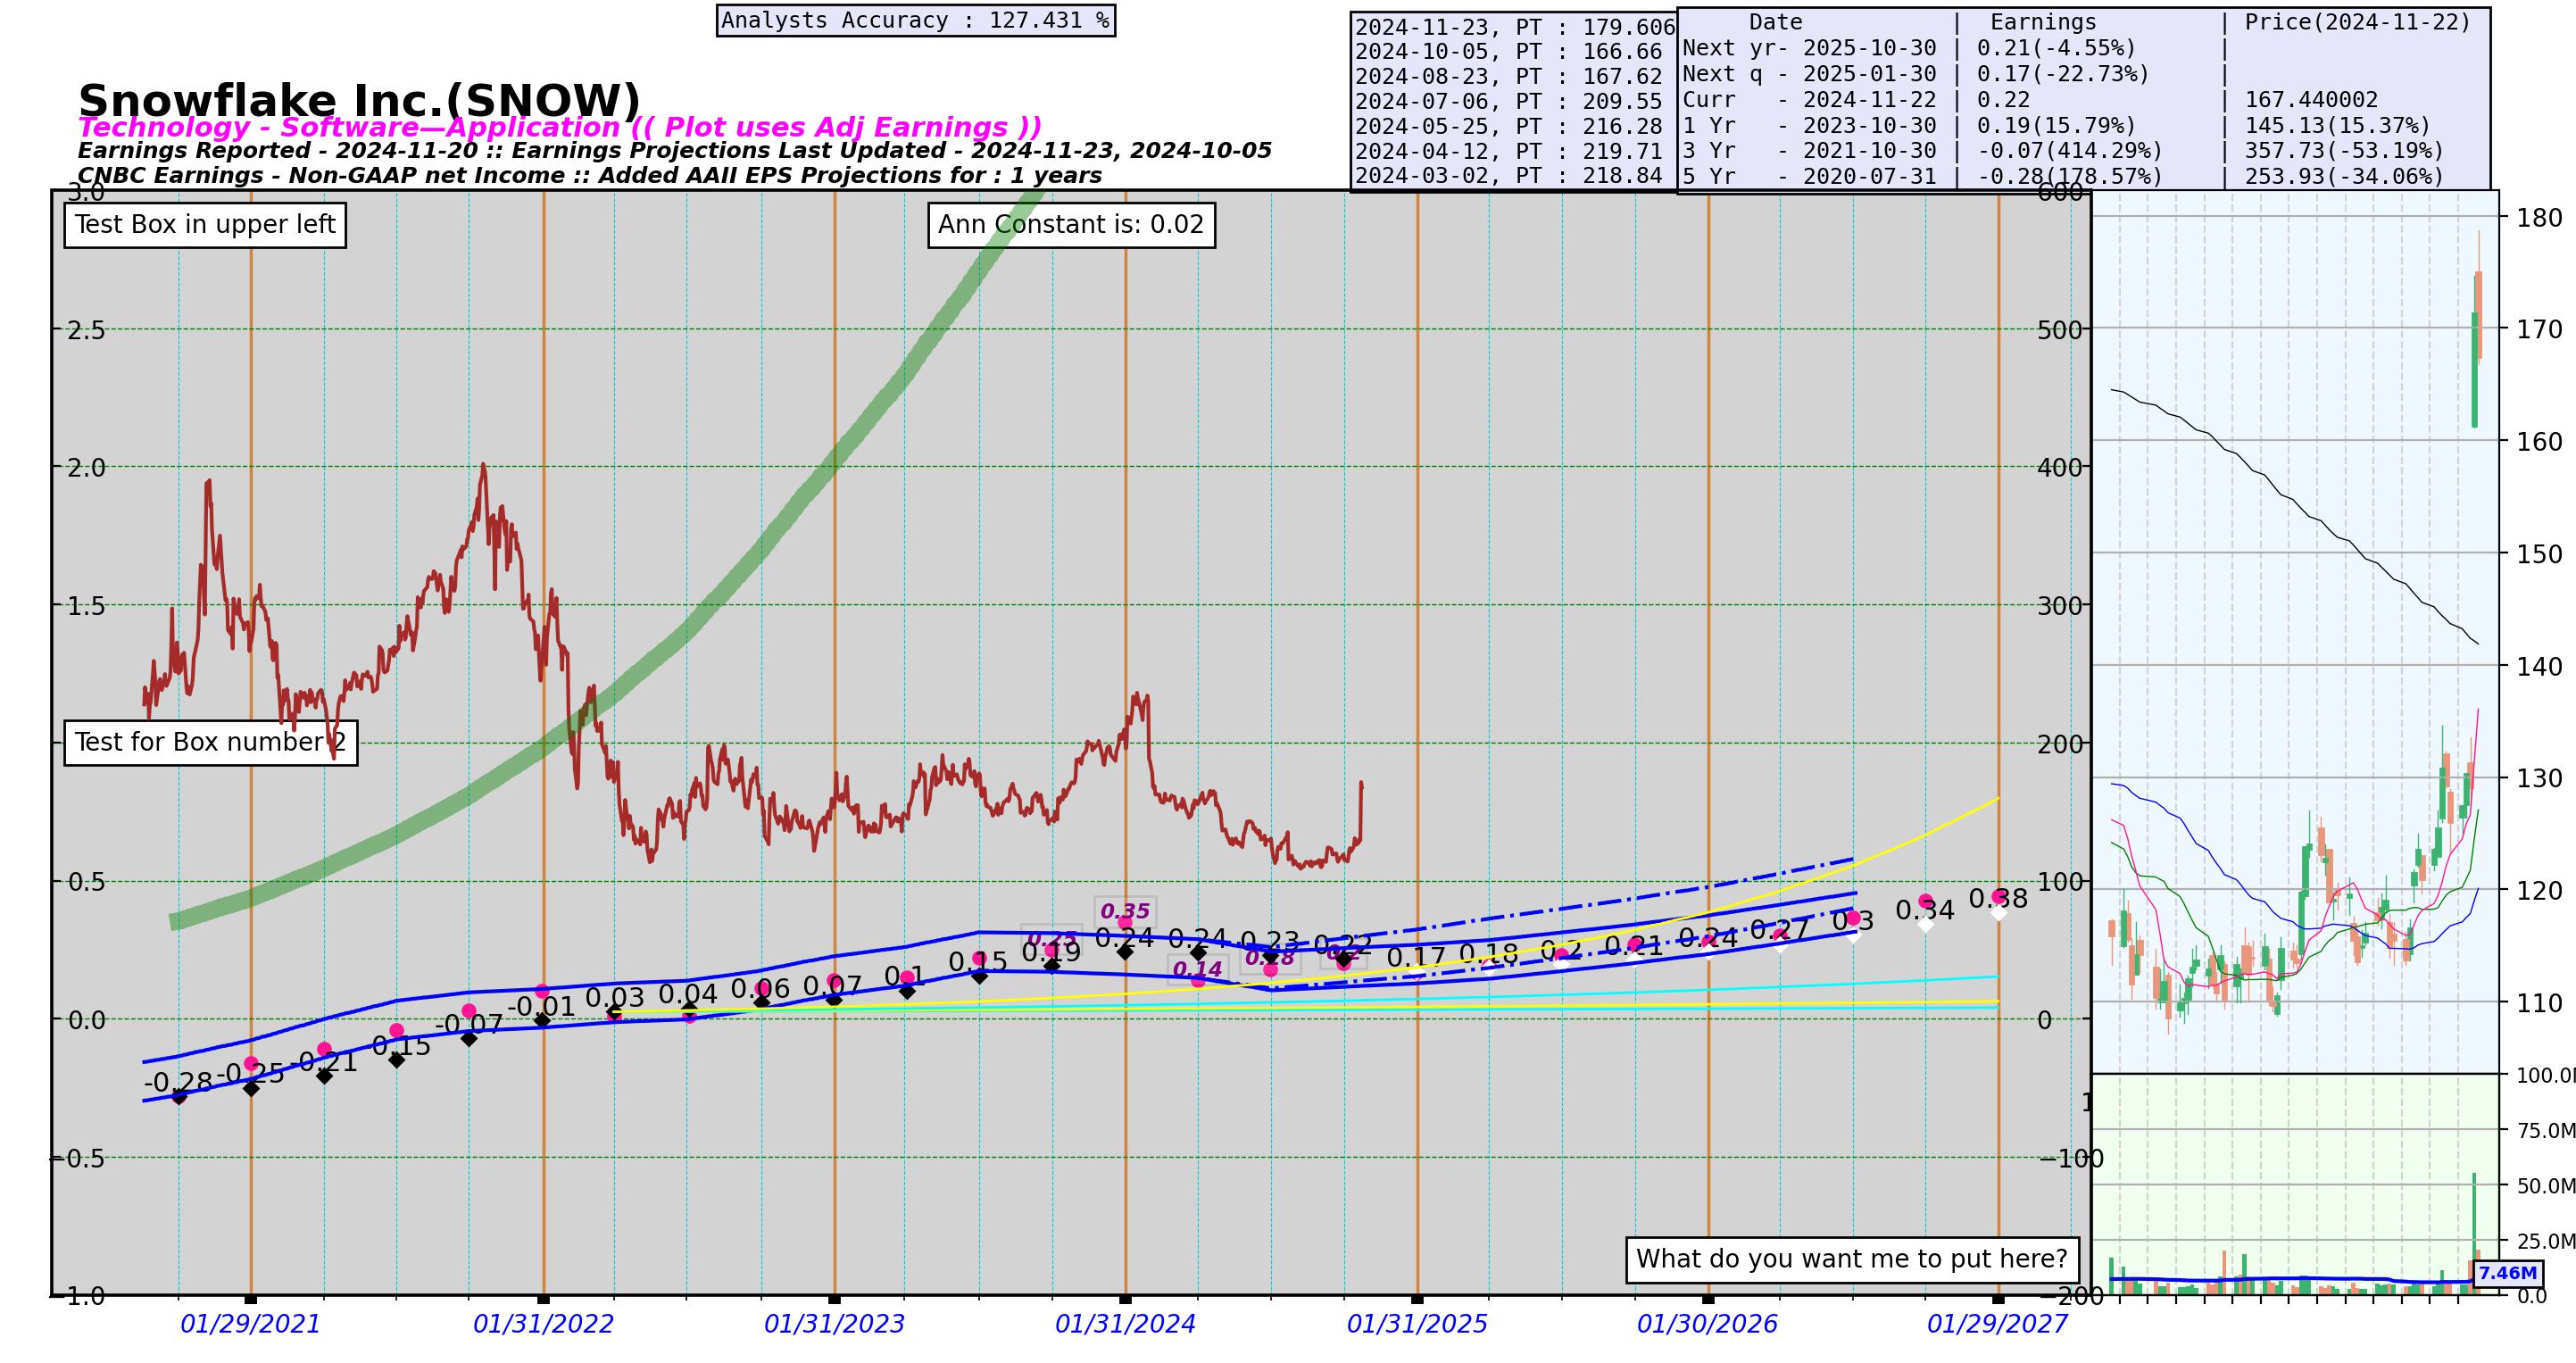 Analysts Accuracy : 127.431 %
2024-11-23, PT : 179.606
2024-10-05, PT : 166.66
2024-08-23, PT : 167.62
2024-07-06, PT : 209.55
2024-05-25, PT : 216.28
2024-04-12, PT : 219.71
2024-03-02, PT : 218.84
Date | Earnings | Price(2024-11-22)
Next yr- 2025-10-30 | 0.21(-4.55%) |
Next q - 2025-01-30 | 0.17(-22.73%) |
Curr - 2024-11-22 | 0.22 | 167.440002
1 Yr - 2023-10-30 | 0.19(15.79%) | 145.13(15.37%)
3 Yr - 2021-10-30 | -0.07(414.29%) | 357.73(-53.19%)
5 Yr - 2020-07-31 | -0.28(178.57%) | 253.93(-34.06%)
Snowflake Inc.(SNOW)
Technology - Software—Application (( Plot uses Adj Earnings ))
Earnings Reported - 2024-11-20 :: Earnings Projections Last Updated - 2024-11-23, 2024-10-05
CNBC Earnings - Non-GAAP net Income :: Added AAII EPS Projections for : 1 years
Test Box in upper left
Ann Constant is: 0.02
Test for Box number 2
What do you want me to put here?
3.0
2.5
2.0
1.5
0.5
0.0
−0.5
−1.0
600
500
400
300
200
100
0
−100
−200
180
170
160
150
140
130
120
110
100.0M
75.0M
50.0M
25.0M
0.0
7.46M
-0.28
-0.25
-0.21
-0.15
-0.07
-0.01
0.03
0.04
0.06
0.07
0.1
0.15
0.19
0.24
0.24
0.23
0.22
0.17
0.18
0.2
0.21
0.24
0.27
0.3
0.34
0.38
0.25
0.35
0.14
0.18
0.2
01/29/2021
01/31/2022
01/31/2023
01/31/2024
01/31/2025
01/30/2026
01/29/2027